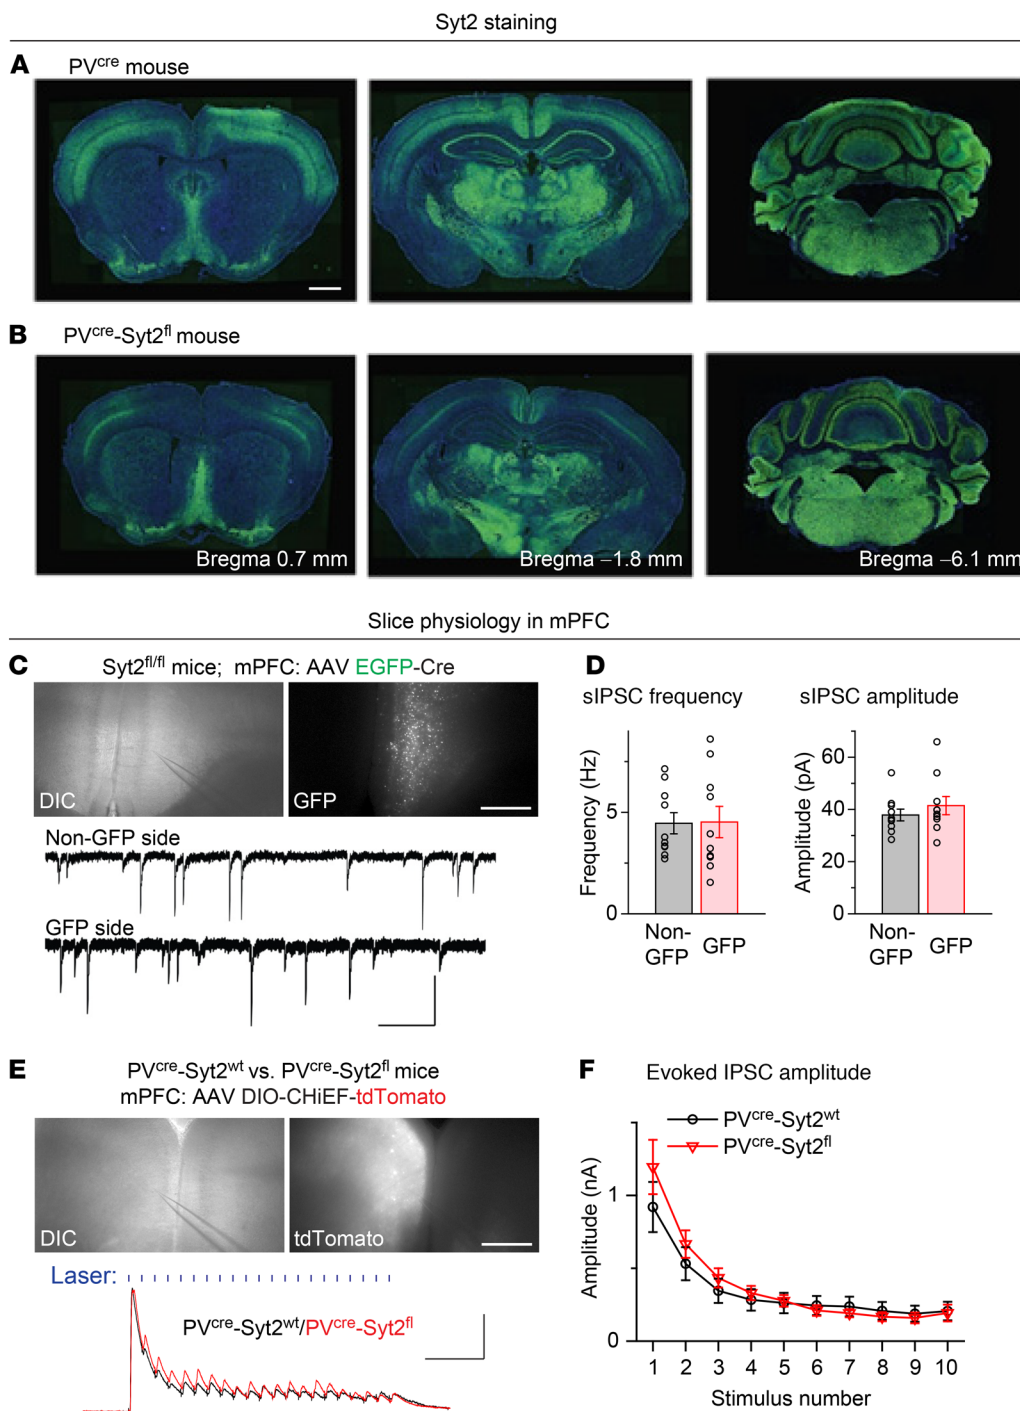 Syt2 staining
A PVcre mouse
B PVcre-Syt2fl mouse
Bregma 0.7 mm
Bregma –1.8 mm
Bregma –6.1 mm
Slice physiology in mPFC
C Syt2fl/fl mice; mPFC: AAV EGFP-Cre
DIC
GFP
Non-GFP side
GFP side
D
sIPSC frequency
Frequency (Hz)
5
0
Non-
GFP
GFP
sIPSC amplitude
Amplitude (pA)
60
40
20
0
Non-
GFP
GFP
E PVcre-Syt2wt vs. PVcre-Syt2fl mice
mPFC: AAV DIO-CHiEF-tdTomato
DIC
tdTomato
Laser:
PVcre-Syt2wt/PVcre-Syt2fl
F Evoked IPSC amplitude
PVcre-Syt2wt
PVcre-Syt2fl
Amplitude (nA)
1
0
1 2 3 4 5 6 7 8 9 10
Stimulus number